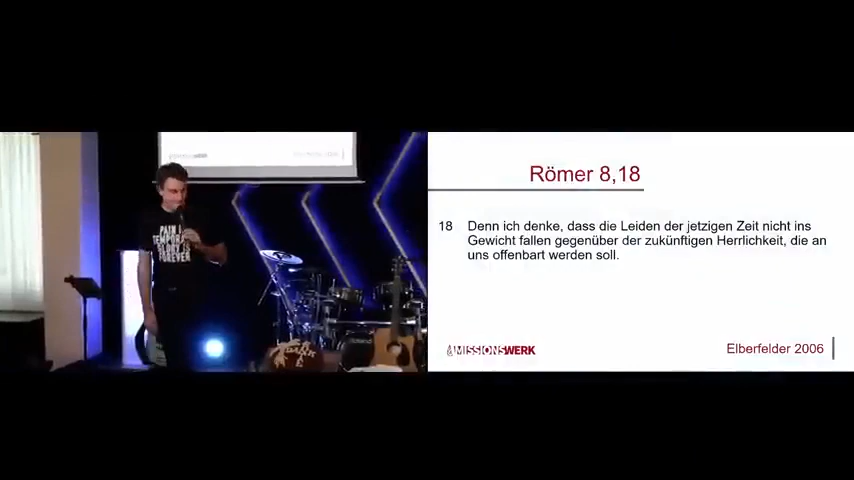 PAIN IS
TEMPORARY
GLORY IS
FOREVER
Römer 8,18
18 Denn ich denke, dass die Leiden der jetzigen Zeit nicht ins
Gewicht fallen gegenüber der zukünftigen Herrlichkeit, die an
uns offenbart werden soll.
MISSIONSWERK
Elberfelder 2006
Roland